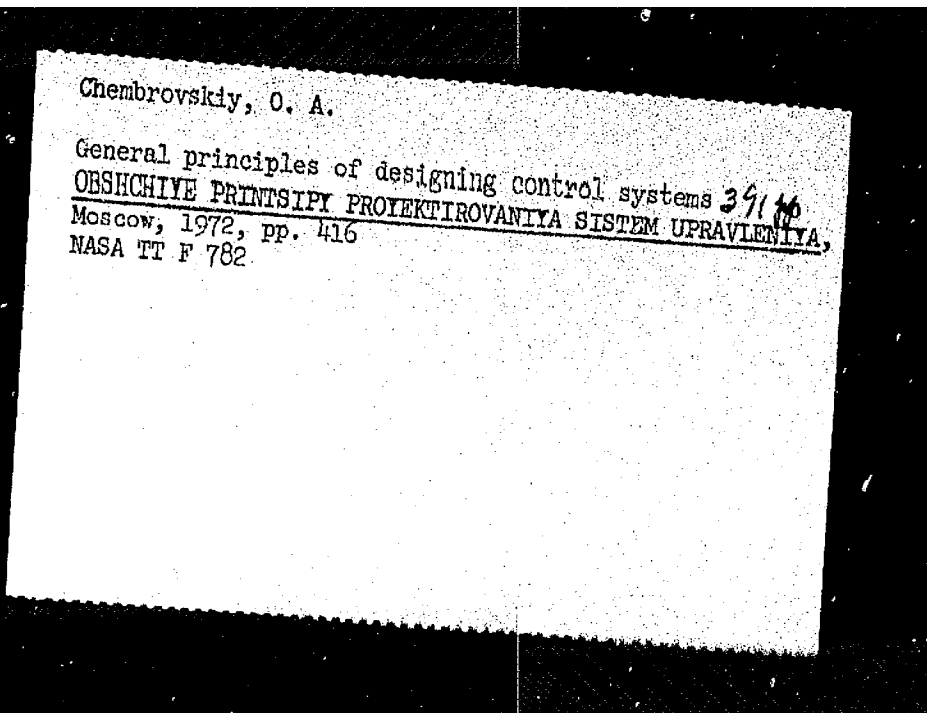 Chembrovskiy, O. A.
General principles of designing control systems
OBSHCHIYE PRINTSIPY PROYEKTIROVANIYA SISTEM UPRAVLENIYA,
Moscow, 1972, pp. 416
NASA TT F 782